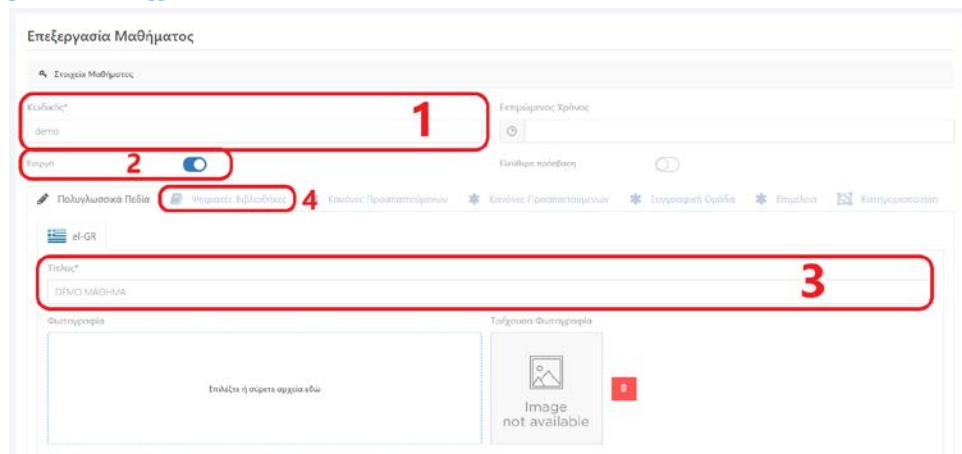 Επεξεργασία Μαθήματος
Στοιχεία Μαθήματος
Κωδικός*
1
Εκτιμώμενος Χρόνος
demo
Ενεργή
2
Ελεύθερη πρόσβαση
Πολυγλωσσικά Πεδία
Ψηφιακές Βιβλιοθήκες
4
Κανόνες Προαπαιτούμενων
Κανόνες Προαπαιτούμενων
Συγγραφική Ομάδα
Επιμέλεια
Κατηγοριοποίηση
el-GR
Τίτλος*
3
DEMO ΜΑΘΗΜΑ
Φωτογραφία
Τρέχουσα Φωτογραφία
Επιλέξτε ή σύρετε αρχεία εδώ
Image
not available